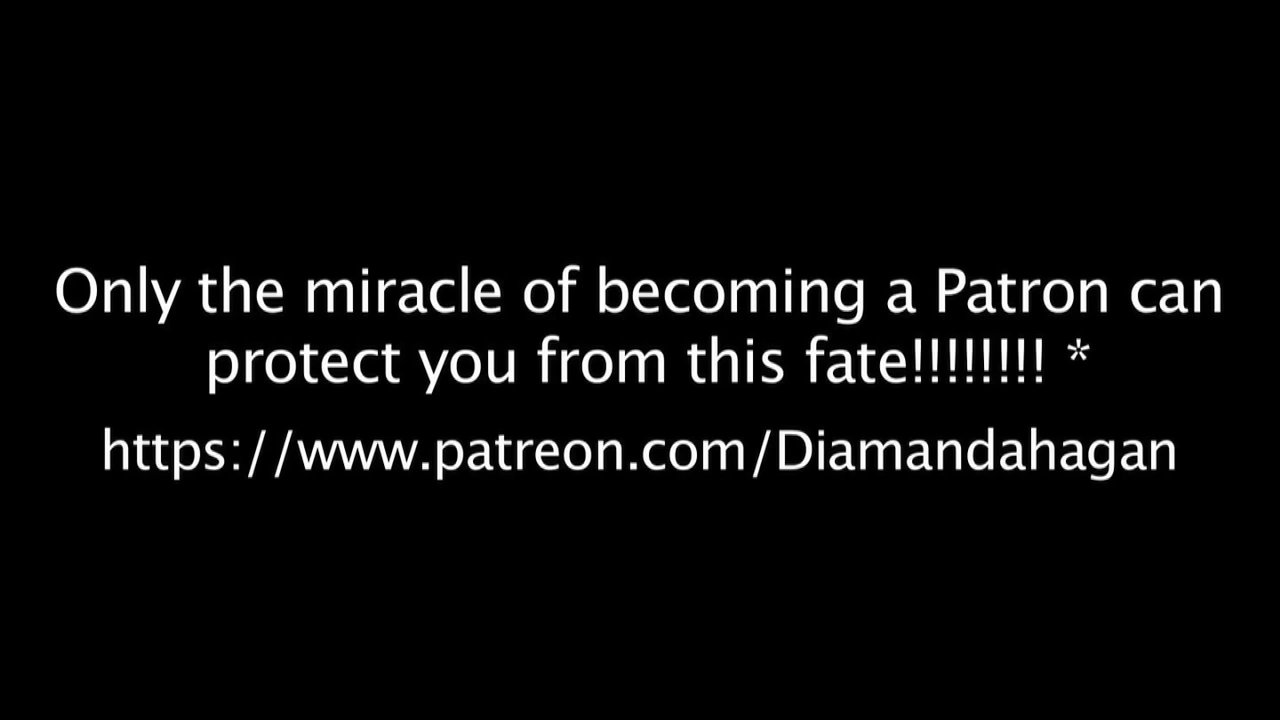 Only the miracle of becoming a Patron can
protect you from this fate!!!!!!!! *
https://www.patreon.com/Diamandahagan